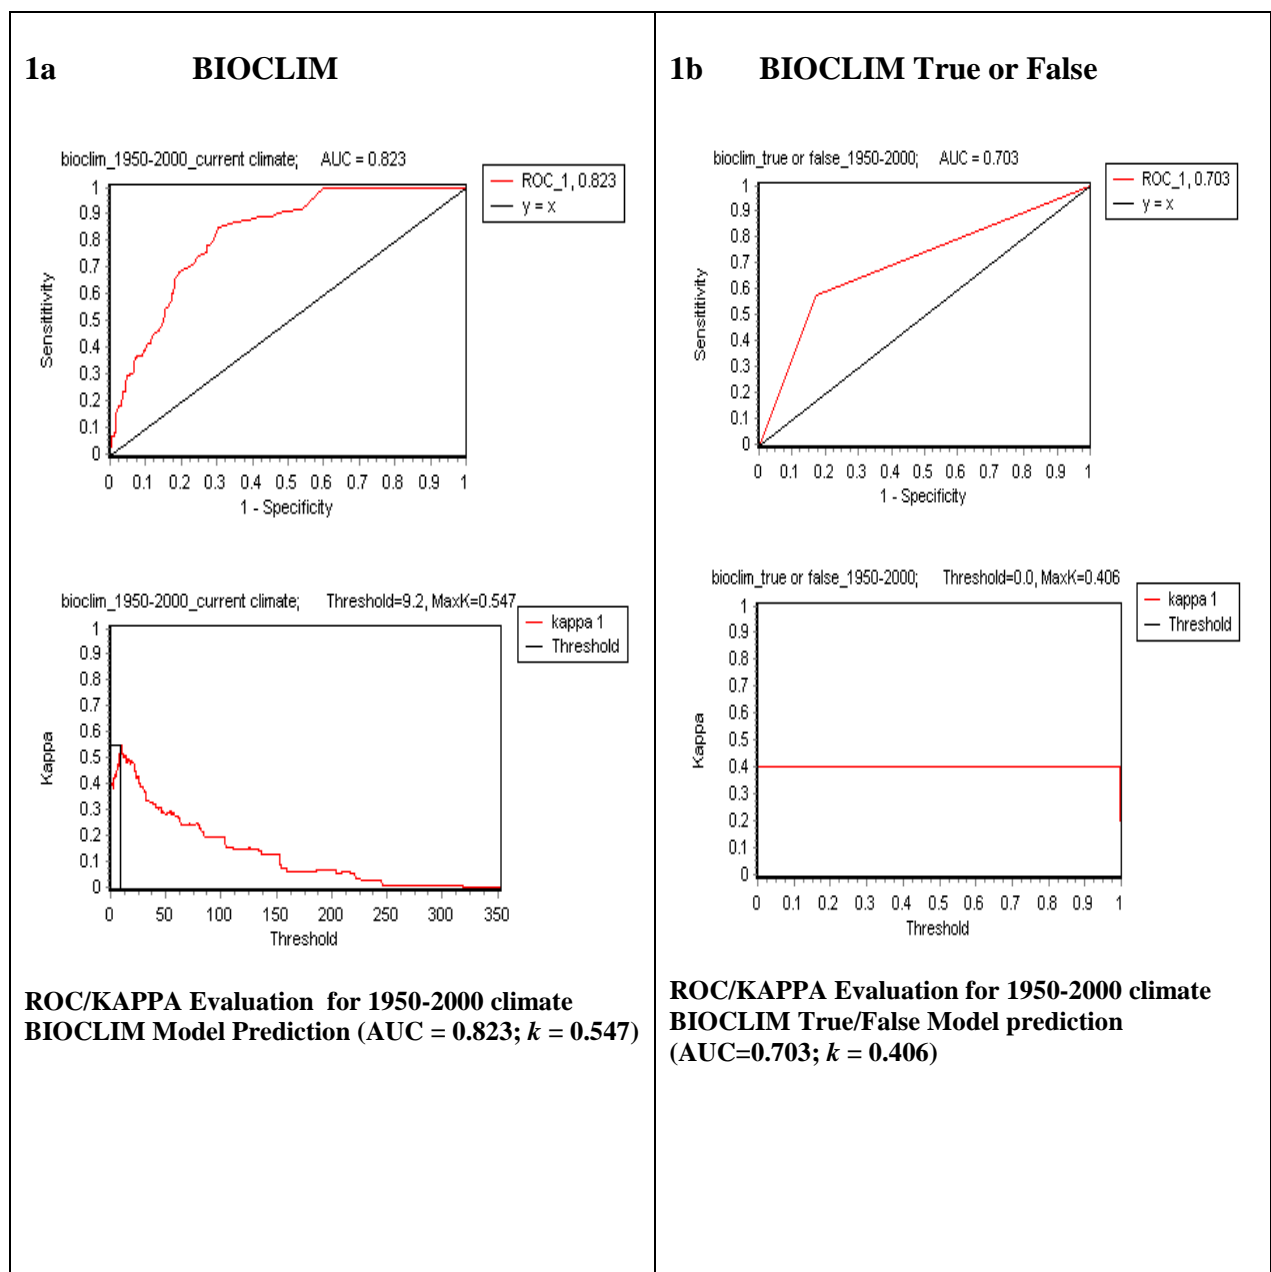 1a BIOCLIM
bioclim_1950-2000_current climate; AUC = 0.823
ROC_1, 0.823
y = x
1
0.9
0.8
0.7
0.6
0.5
0.4
0.3
0.2
0.1
0
Sensititivity
0 0.1 0.2 0.3 0.4 0.5 0.6 0.7 0.8 0.9 1
1 - Specificity
bioclim_1950-2000_current climate; Threshold=9.2, MaxK=0.547
kappa 1
Threshold
1
0.9
0.8
0.7
0.6
0.5
0.4
0.3
0.2
0.1
0
Kappa
0 50 100 150 200 250 300 350
Threshold
ROC/KAPPA Evaluation for 1950-2000 climate
BIOCLIM Model Prediction (AUC = 0.823; k = 0.547)
1b BIOCLIM True or False
bioclim_true or false_1950-2000; AUC = 0.703
ROC_1, 0.703
y = x
1
0.9
0.8
0.7
0.6
0.5
0.4
0.3
0.2
0.1
0
Sensititivity
0 0.1 0.2 0.3 0.4 0.5 0.6 0.7 0.8 0.9 1
1 - Specificity
bioclim_true or false_1950-2000; Threshold=0.0, MaxK=0.406
kappa 1
Threshold
1
0.9
0.8
0.7
0.6
0.5
0.4
0.3
0.2
0.1
0
Kappa
0 0.1 0.2 0.3 0.4 0.5 0.6 0.7 0.8 0.9 1
Threshold
ROC/KAPPA Evaluation for 1950-2000 climate
BIOCLIM True/False Model prediction
(AUC=0.703; k = 0.406)